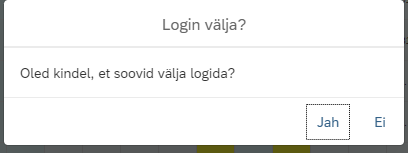 Login välja?
Oled kindel, et soovid välja logida?
Jah Ei